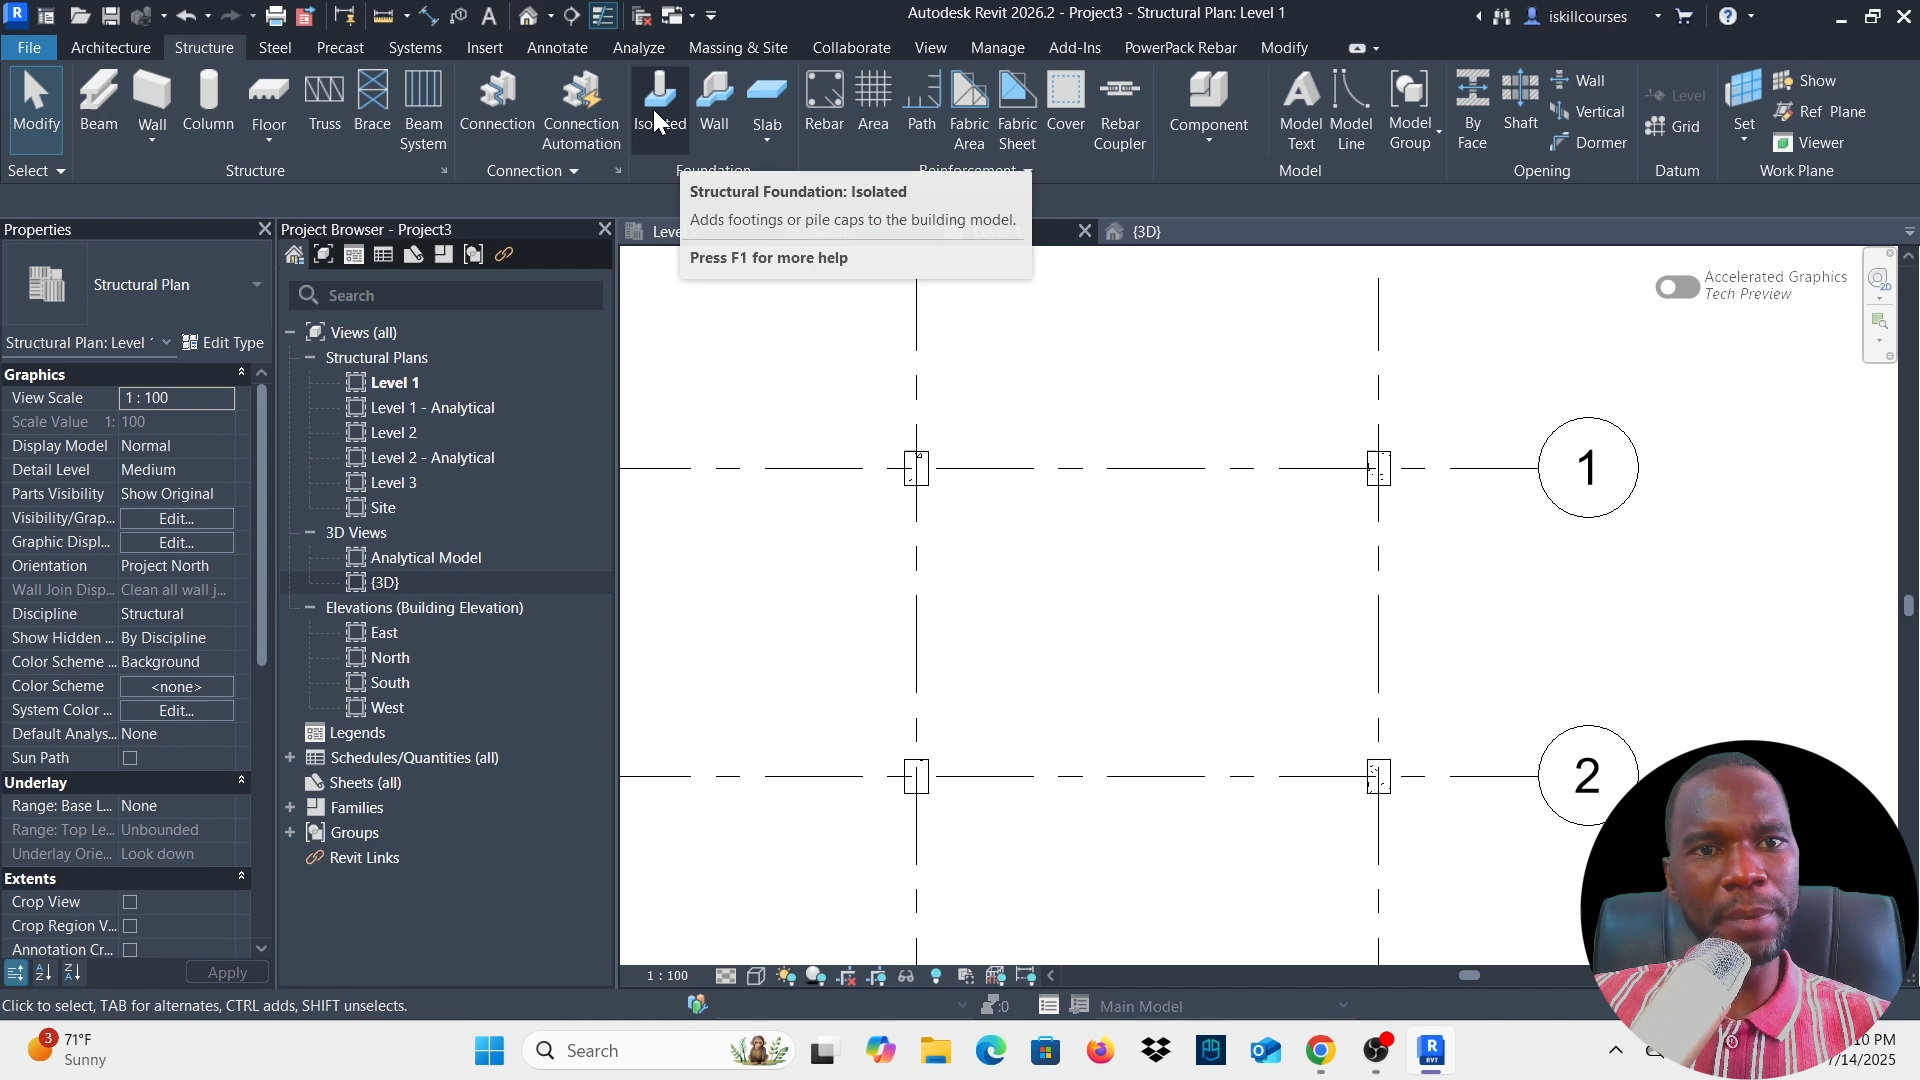 Autodesk Revit 2026.2 - Project3 - Structural Plan: Level 1
iskillcourses
File Architecture Structure Steel Precast Systems Insert Annotate Analyze Massing & Site Collaborate View Manage Add-Ins PowerPack Rebar Modify
Modify Beam Wall Column Floor Truss Brace Beam System Connection Connection Automation Isolated Wall Slab Rebar Area Path Fabric Area Fabric Sheet Cover Rebar Coupler Component Model Text Model Line Model Group By Face Shaft Wall Vertical Dormer Level Grid Set Show Ref Plane Viewer
Select Structure Connection Foundation Reinforcement Model Opening Datum Work Plane
Structural Foundation: Isolated
Adds footings or pile caps to the building model.
Press F1 for more help
Properties
Structural Plan
Structural Plan: Level 1 Edit Type
Graphics
View Scale 1 : 100
Scale Value 1: 100
Display Model Normal
Detail Level Medium
Parts Visibility Show Original
Visibility/Grap... Edit...
Graphic Displ... Edit...
Orientation Project North
Wall Join Disp... Clean all wall j...
Discipline Structural
Show Hidden ... By Discipline
Color Scheme ... Background
Color Scheme <none>
System Color ... Edit...
Default Analys... None
Sun Path
Underlay
Range: Base L... None
Range: Top Le... Unbounded
Underlay Orie... Look down
Extents
Crop View
Crop Region V...
Annotation Cr...
Apply
Project Browser - Project3
Search
Views (all)
Structural Plans
Level 1
Level 1 - Analytical
Level 2
Level 2 - Analytical
Level 3
Site
3D Views
Analytical Model
{3D}
Elevations (Building Elevation)
East
North
South
West
Legends
Schedules/Quantities (all)
Sheets (all)
Families
Groups
Revit Links
{3D}
Accelerated Graphics
Tech Preview
2D
1
2
1 : 100
Click to select, TAB for alternates, CTRL adds, SHIFT unselects.
:0
Main Model
3
71°F
Sunny
Search
10 PM
/14/2025